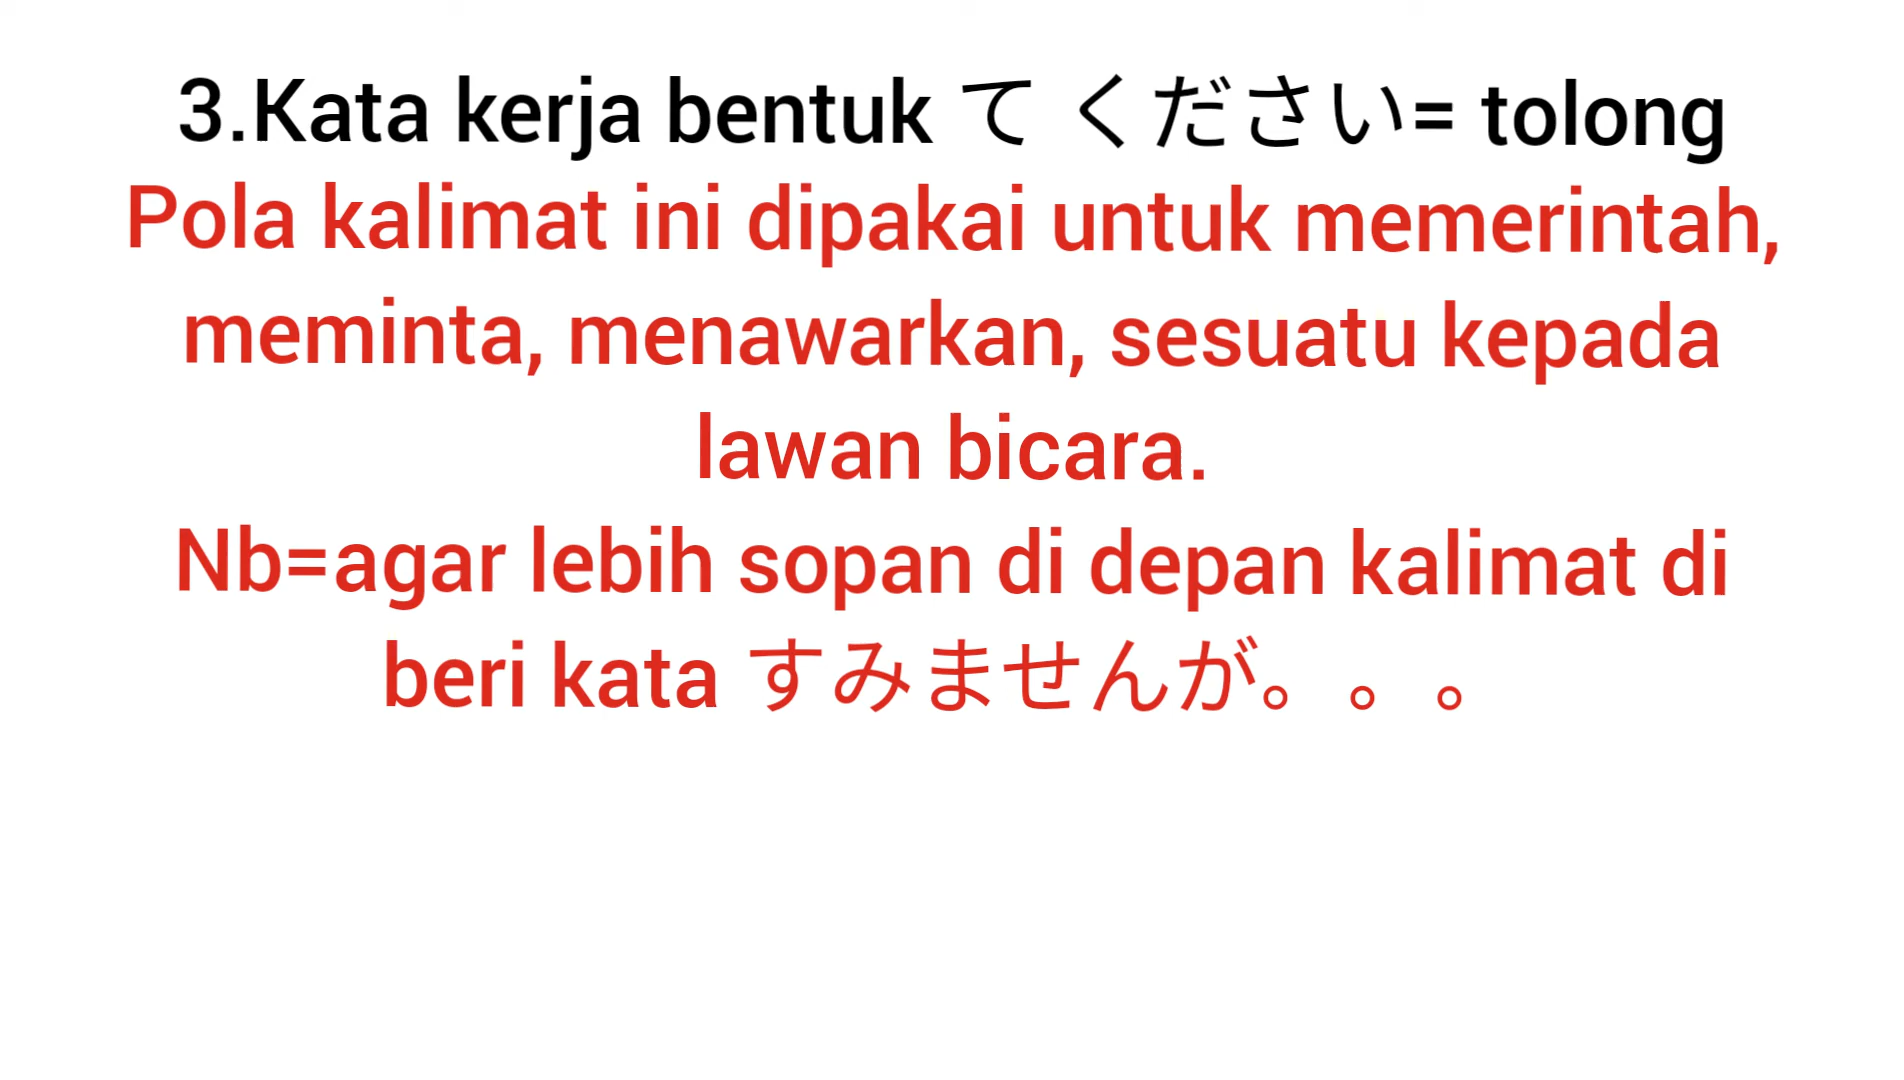 3.Kata kerja bentuk て ください= tolong
Pola kalimat ini dipakai untuk memerintah,
meminta, menawarkan, sesuatu kepada
lawan bicara.
Nb=agar lebih sopan di depan kalimat di
beri kata すみませんが。。。